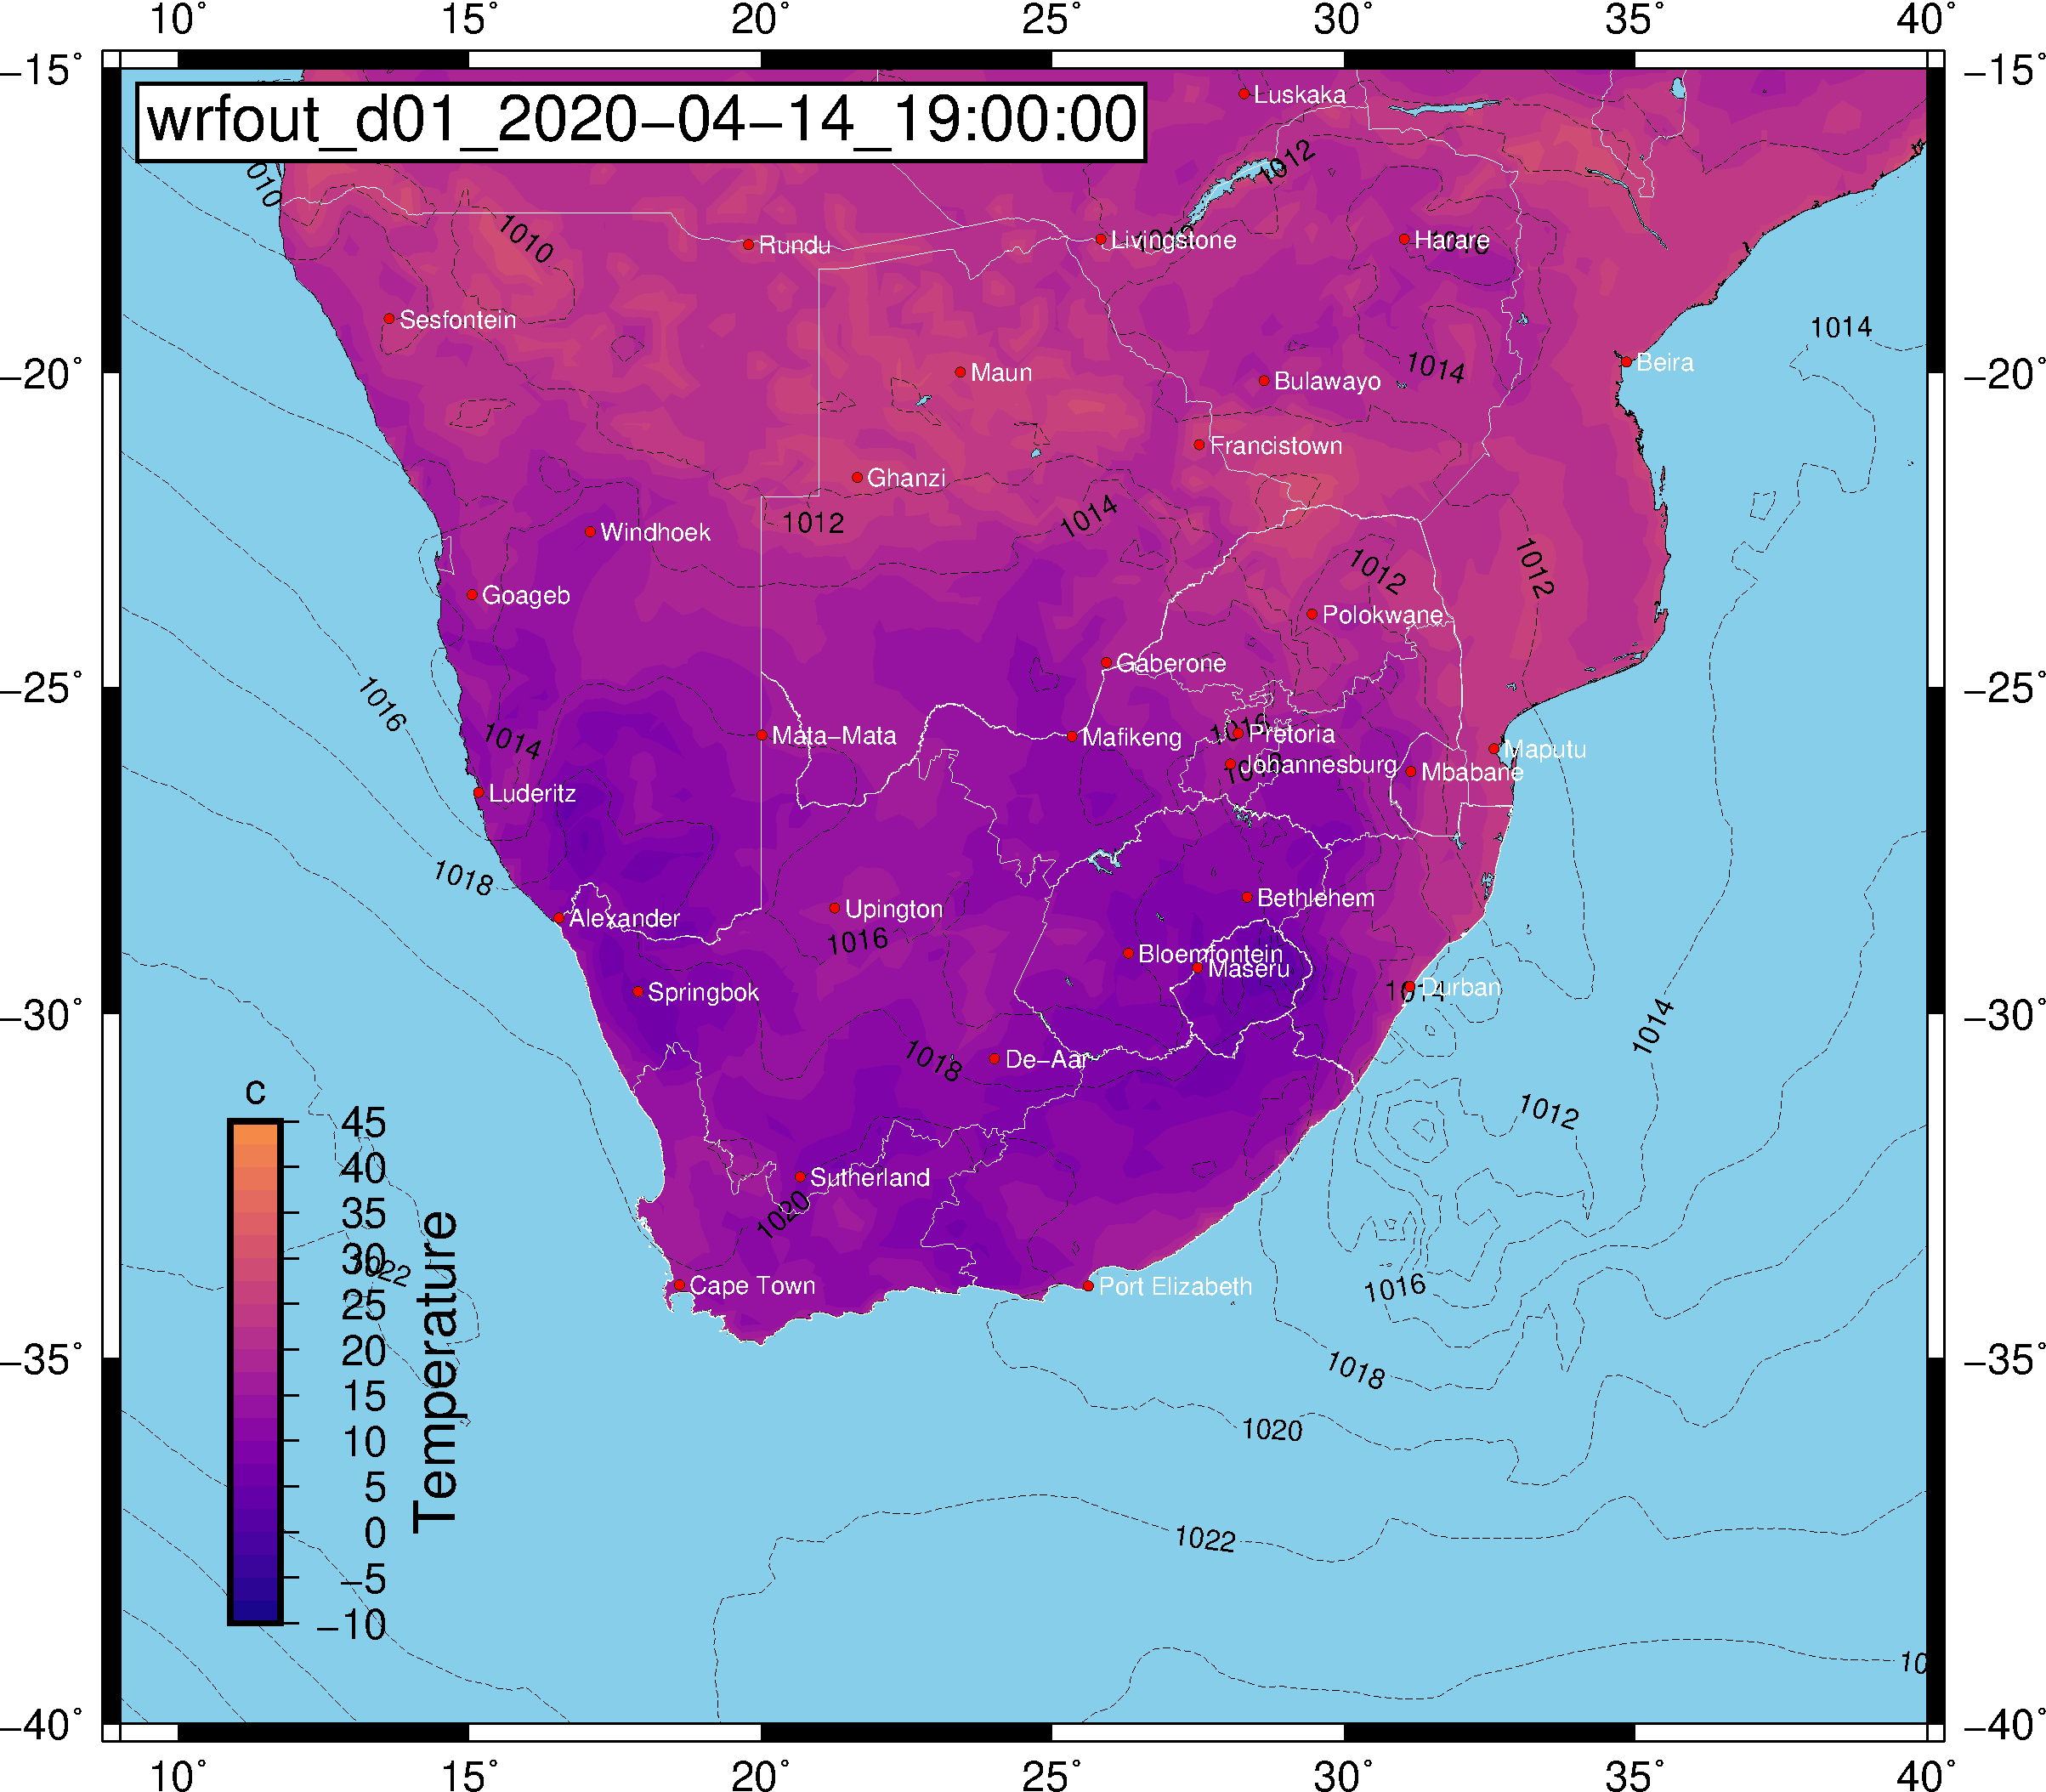 10° 15° 20° 25° 30° 35° 40°
−15° −15°
wrfout_d01_2020−04−14_19:00:00
Luskaka
1012
1010
1010
Rundu
Livingstone
Harare
Sesfontein
1014
1014
Beira
−20° −20°
Maun
Bulawayo
Francistown
Ghanzi
1012
1014
Windhoek
1012
1012
Goageb
Polokwane
Gaberone
−25° −25°
1016
1014
Mata−Mata
Mafikeng
Pretoria
Maputu
Johannesburg
Mbabane
Luderitz
1018
Bethlehem
Alexander
Upington
1016
Bloemfontein
Maseru
Springbok
1014
Durban
−30° −30°
1014
1018
De−Aar
c
1012
45
40
35
30
25
20
15
10
5
0
−5
−10
Temperature
Sutherland
1020
1022
Cape Town
Port Elizabeth
1016
−35° −35°
1018
1020
1022
10
−40° −40°
10° 15° 20° 25° 30° 35° 40°